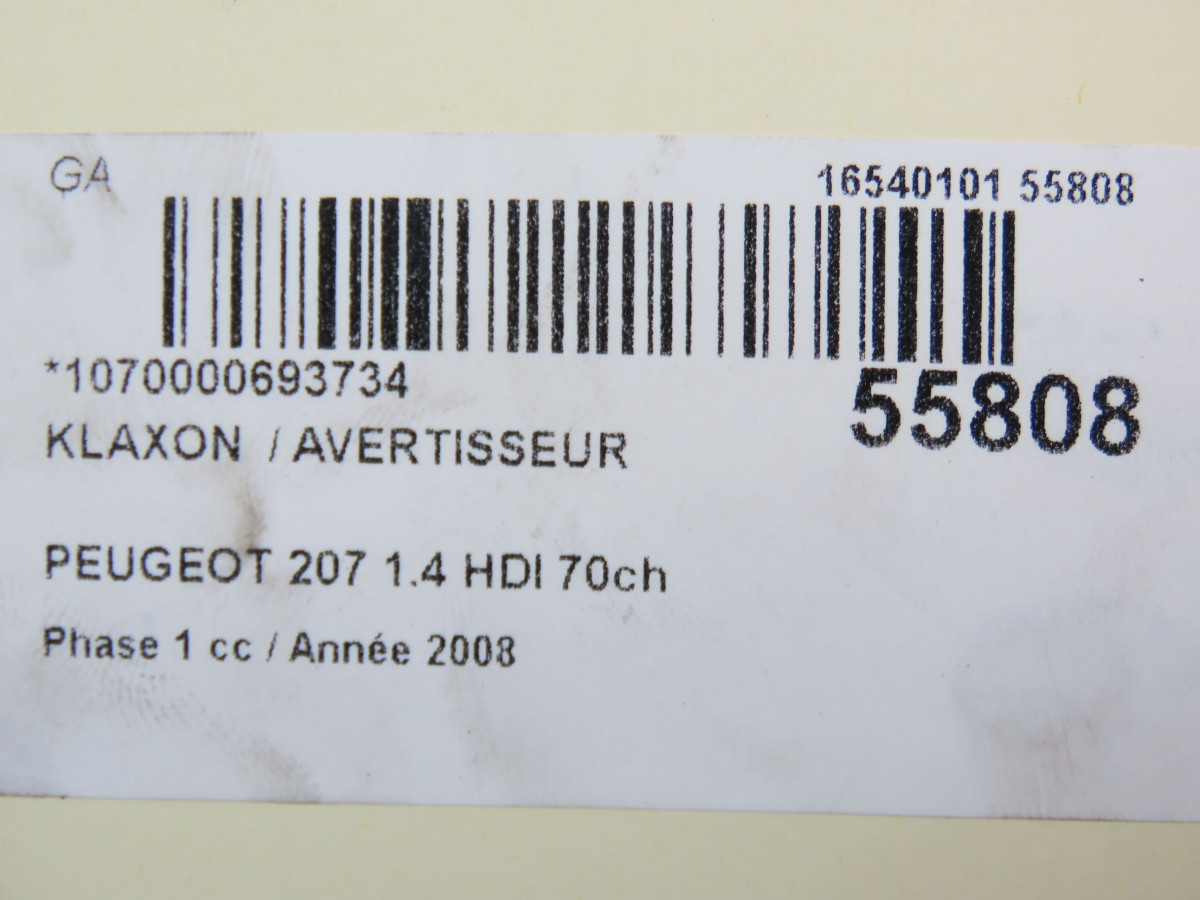 GA
16540101 55808
*1070000693734
55808
KLAXON / AVERTISSEUR
PEUGEOT 207 1.4 HDI 70ch
Phase 1 cc / Année 2008